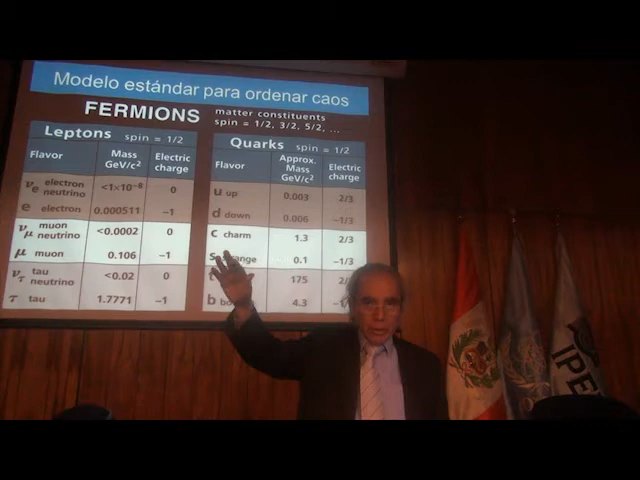 Modelo estándar para ordenar caos
FERMIONS matter constituents
spin = 1/2, 3/2, 5/2, ...
Leptons spin = 1/2
Flavor Mass GeV/c² Electric charge
νe electron neutrino <1×10⁻⁸ 0
e electron 0.000511 −1
νμ muon neutrino <0.0002 0
μ muon 0.106 −1
ντ tau neutrino <0.02 0
τ tau 1.7771 −1
Quarks spin = 1/2
Flavor Approx. Mass GeV/c² Electric charge
u up 0.003 2/3
d down 0.006 −1/3
c charm 1.3 2/3
s 0.1 −1/3
175
b 4.3
IPE